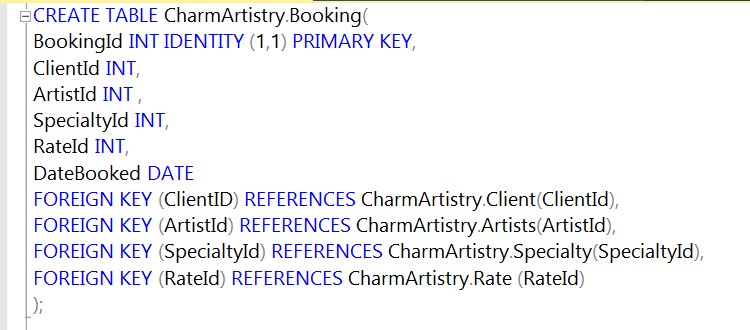 CREATE TABLE CharmArtistry.Booking(
BookingId INT IDENTITY (1,1) PRIMARY KEY,
ClientId INT,
ArtistId INT ,
SpecialtyId INT,
RateId INT,
DateBooked DATE
FOREIGN KEY (ClientID) REFERENCES CharmArtistry.Client(ClientId),
FOREIGN KEY (ArtistId) REFERENCES CharmArtistry.Artists(ArtistId),
FOREIGN KEY (SpecialtyId) REFERENCES CharmArtistry.Specialty(SpecialtyId),
FOREIGN KEY (RateId) REFERENCES CharmArtistry.Rate (RateId)
);